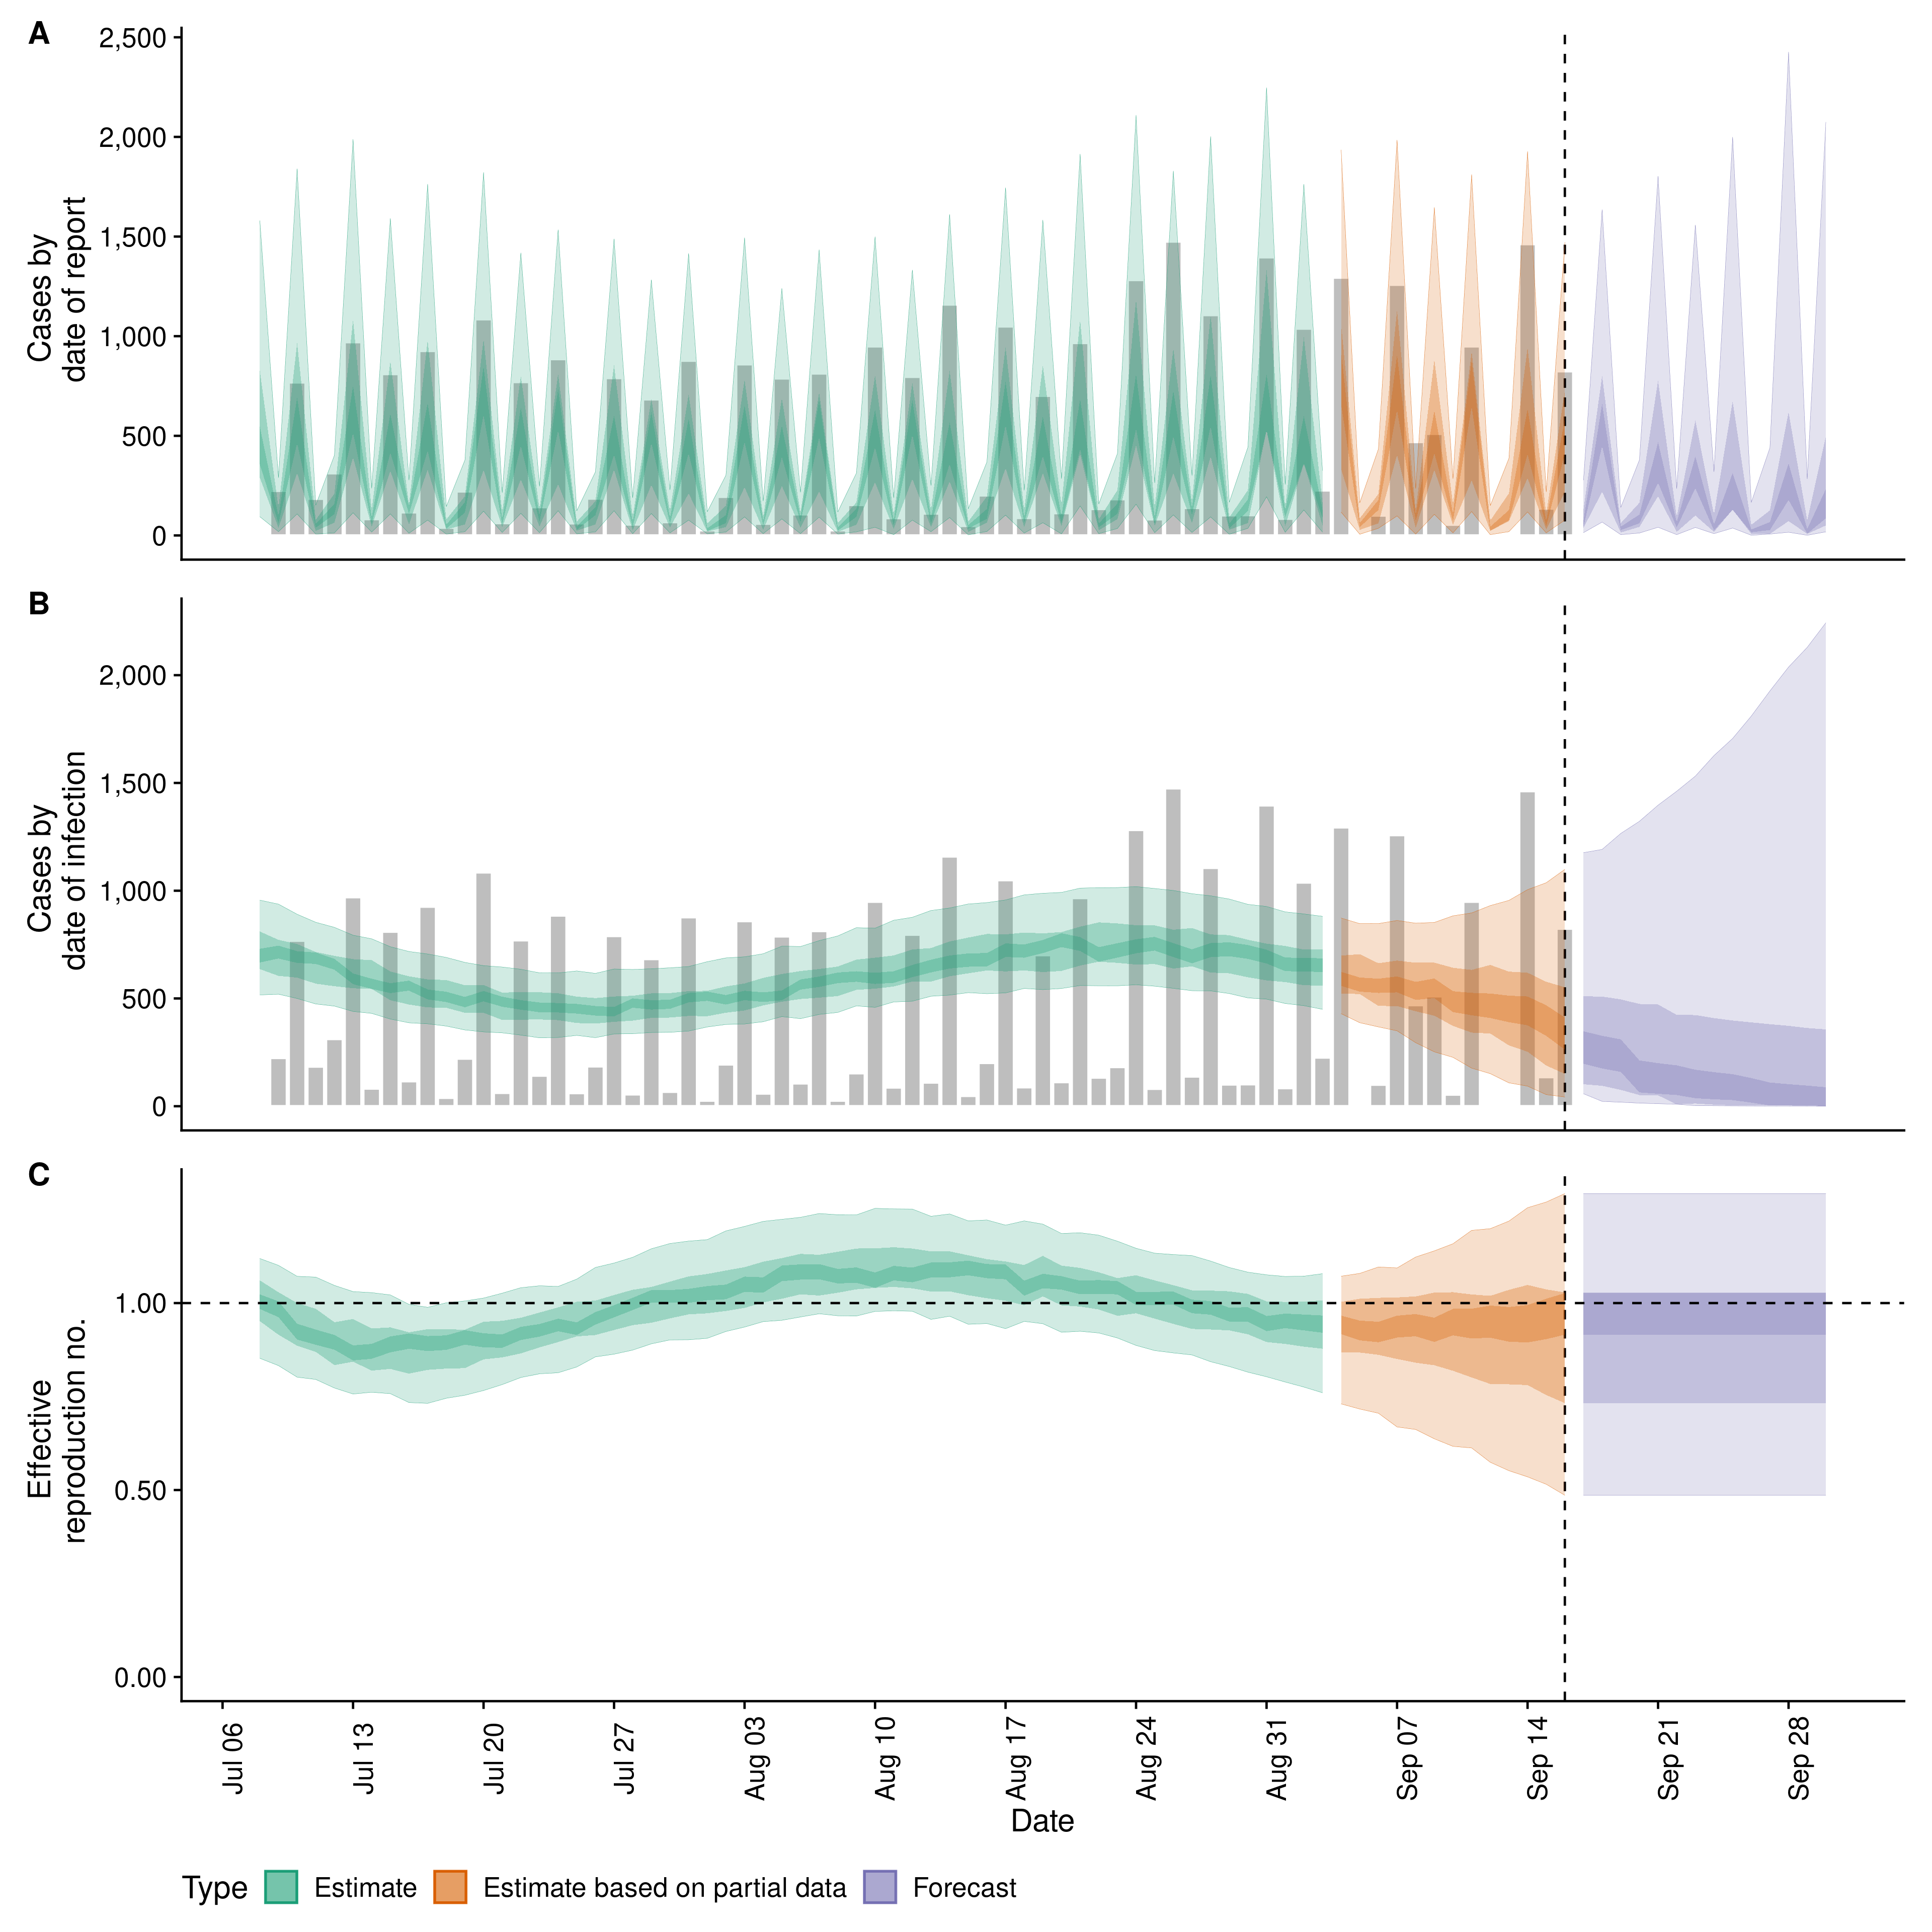 A
Cases by
date of report
2,500
2,000
1,500
1,000
500
0
B
Cases by
date of infection
2,000
1,500
1,000
500
0
C
Effective
reproduction no.
1.00
0.50
0.00
Jul 06
Jul 13
Jul 20
Jul 27
Aug 03
Aug 10
Aug 17
Aug 24
Aug 31
Sep 07
Sep 14
Sep 21
Sep 28
Date
Type Estimate Estimate based on partial data Forecast